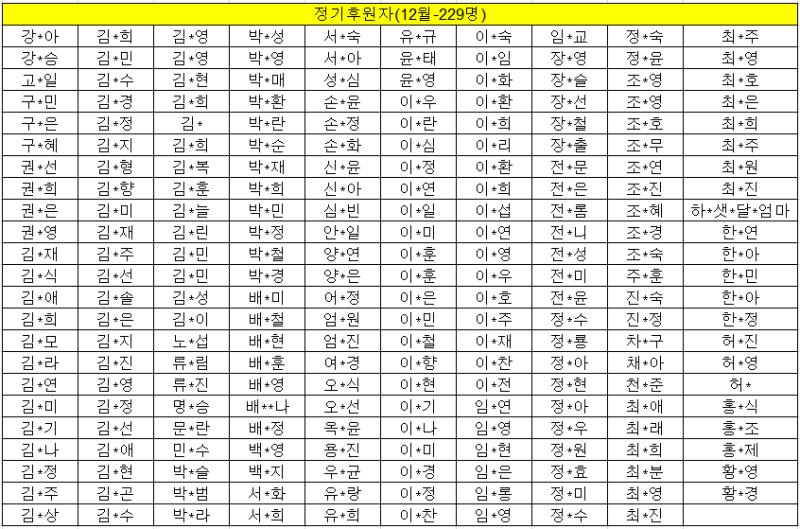 정기후원자(12월-229명)
강*아 김*희 김*영 박*성 서*숙 유*규 이*숙 임*교 정*숙 최*주
강*승 김*민 김*영 박*영 서*아 윤*태 이*임 장*영 정*윤 최*영
고*일 김*수 김*현 박*매 성*심 윤*영 이*화 장*슬 조*영 최*호
구*민 김*경 김*희 박*환 손*윤 이*우 이*환 장*선 조*영 최*은
구*은 김*정 김* 박*란 손*정 이*란 이*희 장*철 조*호 최*희
구*혜 김*지 김*희 박*순 손*화 이*심 이*리 장*출 조*무 최*주
권*선 김*형 김*복 박*재 신*윤 이*정 이*환 전*문 조*연 최*원
권*희 김*향 김*훈 박*희 신*아 이*연 이*희 전*은 조*진 최*진
권*은 김*미 김*늘 박*민 심*빈 이*일 이*섭 전*롬 조*혜 하*샛*달*엄마
권*영 김*재 김*린 박*정 안*일 이*미 이*연 전*니 조*경 한*연
김*재 김*주 김*민 박*철 양*연 이*훈 이*영 전*성 조*숙 한*아
김*식 김*선 김*민 박*경 양*은 이*훈 이*우 전*미 주*훈 한*민
김*애 김*솔 김*성 배*미 어*정 이*은 이*호 전*윤 진*숙 한*아
김*희 김*은 김*이 배*철 엄*원 이*민 이*주 정*수 진*정 한*정
김*모 김*지 노*섭 배*현 엄*진 이*철 이*재 정*룡 차*구 허*진
김*라 김*진 류*림 배*훈 여*경 이*향 이*찬 정*아 채*아 허*영
김*연 김*영 류*진 배*영 오*식 이*현 이*전 정*현 천*준 허*
김*미 김*정 명*승 배**나 오*선 이*기 임*연 정*아 최*애 홍*식
김*기 김*선 문*란 배*정 옥*윤 이*나 임*영 정*우 최*래 홍*조
김*나 김*애 민*수 백*영 용*진 이*미 임*현 정*원 최*희 홍*제
김*정 김*현 박*슬 백*지 우*균 이*경 임*은 정*효 최*분 황*영
김*주 김*곤 박*범 서*화 유*랑 이*정 임*롱 정*미 최*영 황*경
김*상 김*수 박*라 서*희 유*희 이*찬 임*영 정*수 최*진